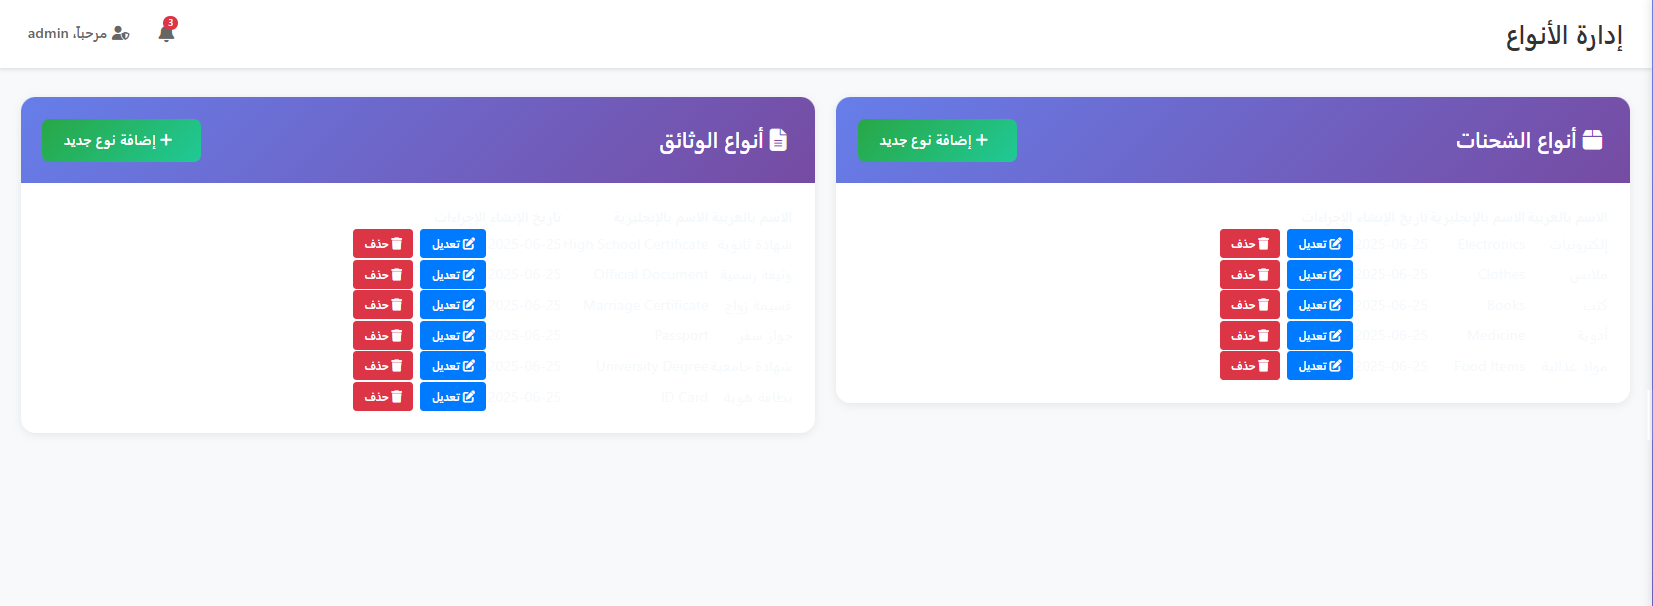 إدارة الأنواع
3
مرحباً، admin
أنواع الشحنات
إضافة نوع جديد
الاسم بالعربية الاسم بالإنجليزية تاريخ الإنشاء الإجراءات
إلكترونيات Electronics 2025-06-25 تعديل حذف
ملابس Clothes 2025-06-25 تعديل حذف
كتب Books 2025-06-25 تعديل حذف
أدوية Medicine 2025-06-25 تعديل حذف
مواد غذائية Food Items 2025-06-25 تعديل حذف
أنواع الوثائق
إضافة نوع جديد
الاسم بالعربية الاسم بالإنجليزية تاريخ الإنشاء الإجراءات
شهادة ثانوية High School Certificate 2025-06-25 تعديل حذف
وثيقة رسمية Official Document 2025-06-25 تعديل حذف
قسيمة زواج Marriage Certificate 2025-06-25 تعديل حذف
جواز سفر Passport 2025-06-25 تعديل حذف
شهادة جامعية University Degree 2025-06-25 تعديل حذف
بطاقة هوية ID Card 2025-06-25 تعديل حذف